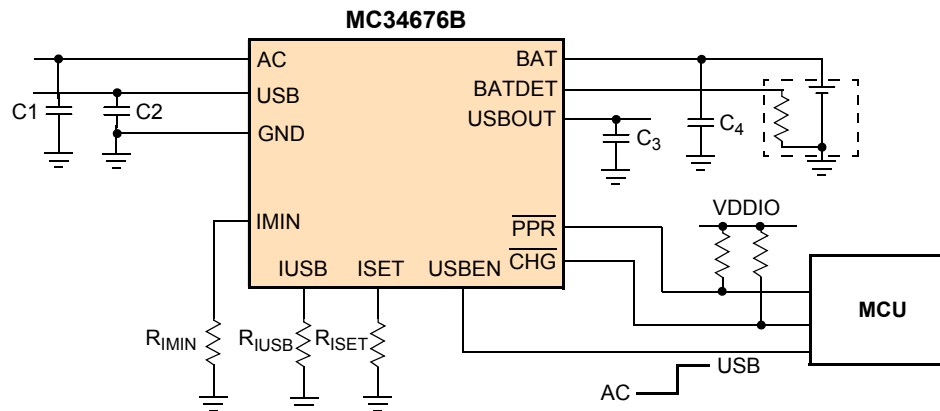 MC34676B
AC
BAT
BATDET
USB
USBOUT
C1
C2
GND
C3
C4
IMIN
PPR
VDDIO
CHG
IUSB ISET USBEN
MCU
RIMIN
RIUSB
RISET
USB
AC